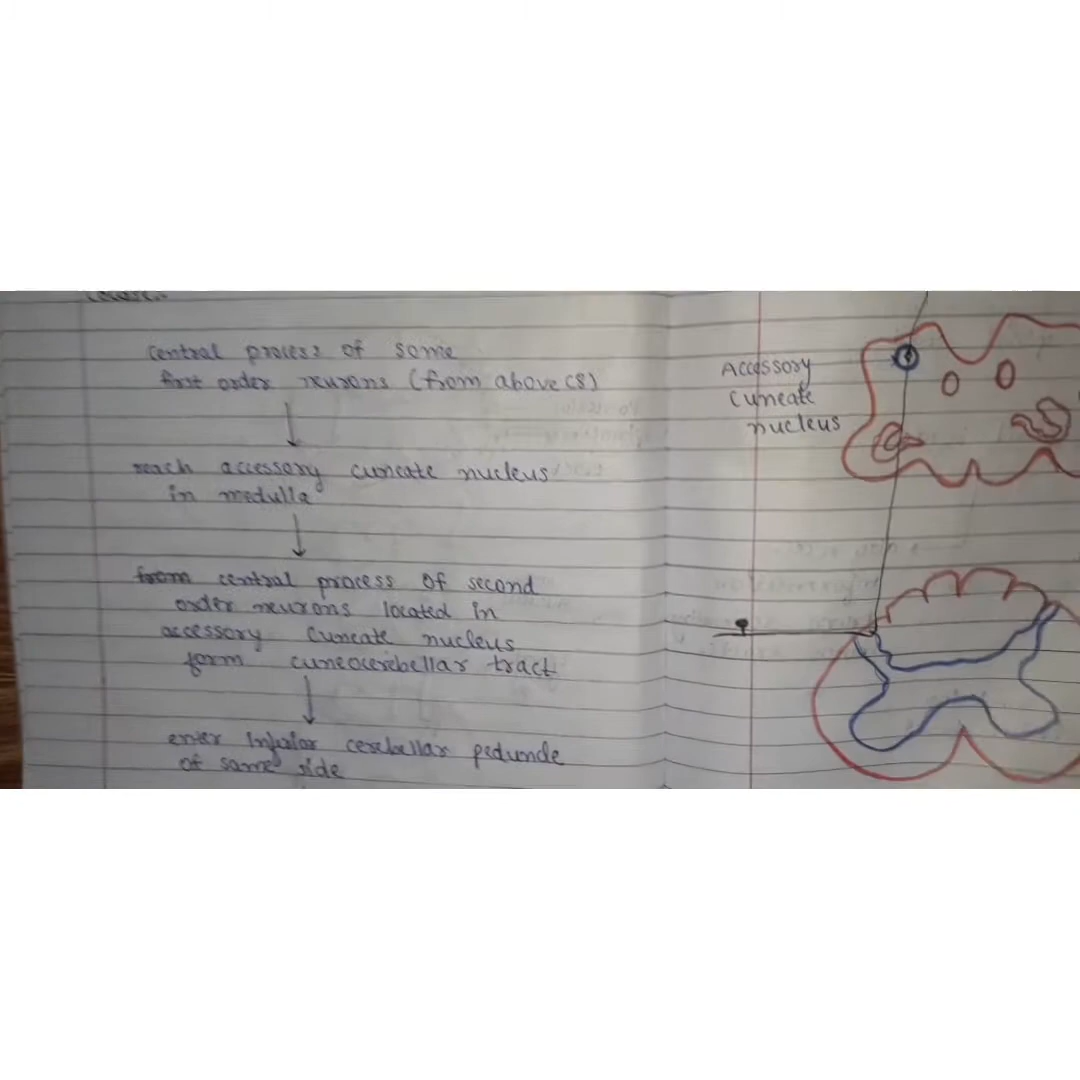 central process of some
first order neurons (from above C8)
reach accessory cuneate nucleus
in medulla
from central process of second
order neurons located in
accessory cuneate nucleus
form cuneocerebellar tract
enter Inferior cerebellar peduncle
of same side
Accessory
Cuneate
nucleus